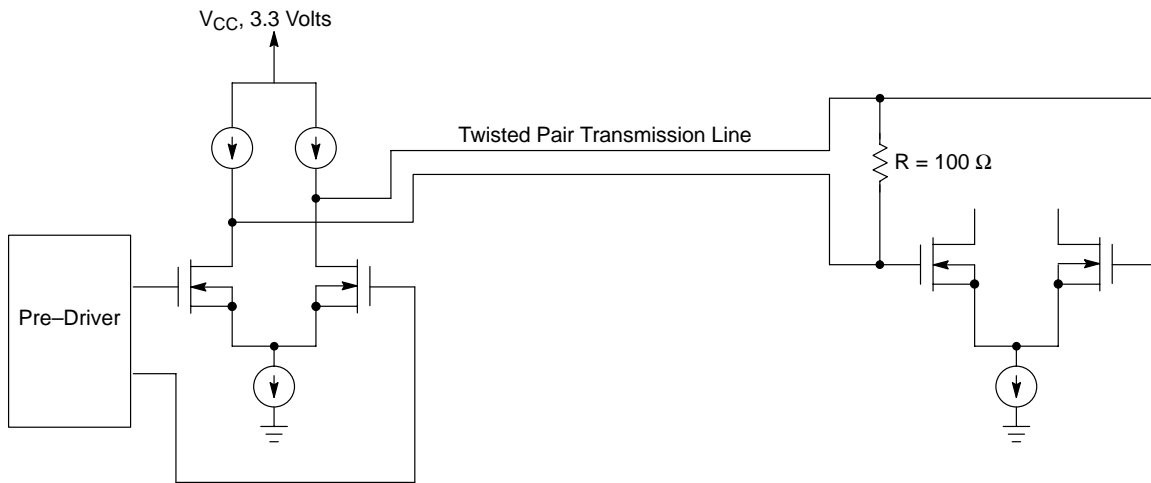 V_CC, 3.3 Volts
Twisted Pair Transmission Line
R = 100 Ω
Pre–Driver